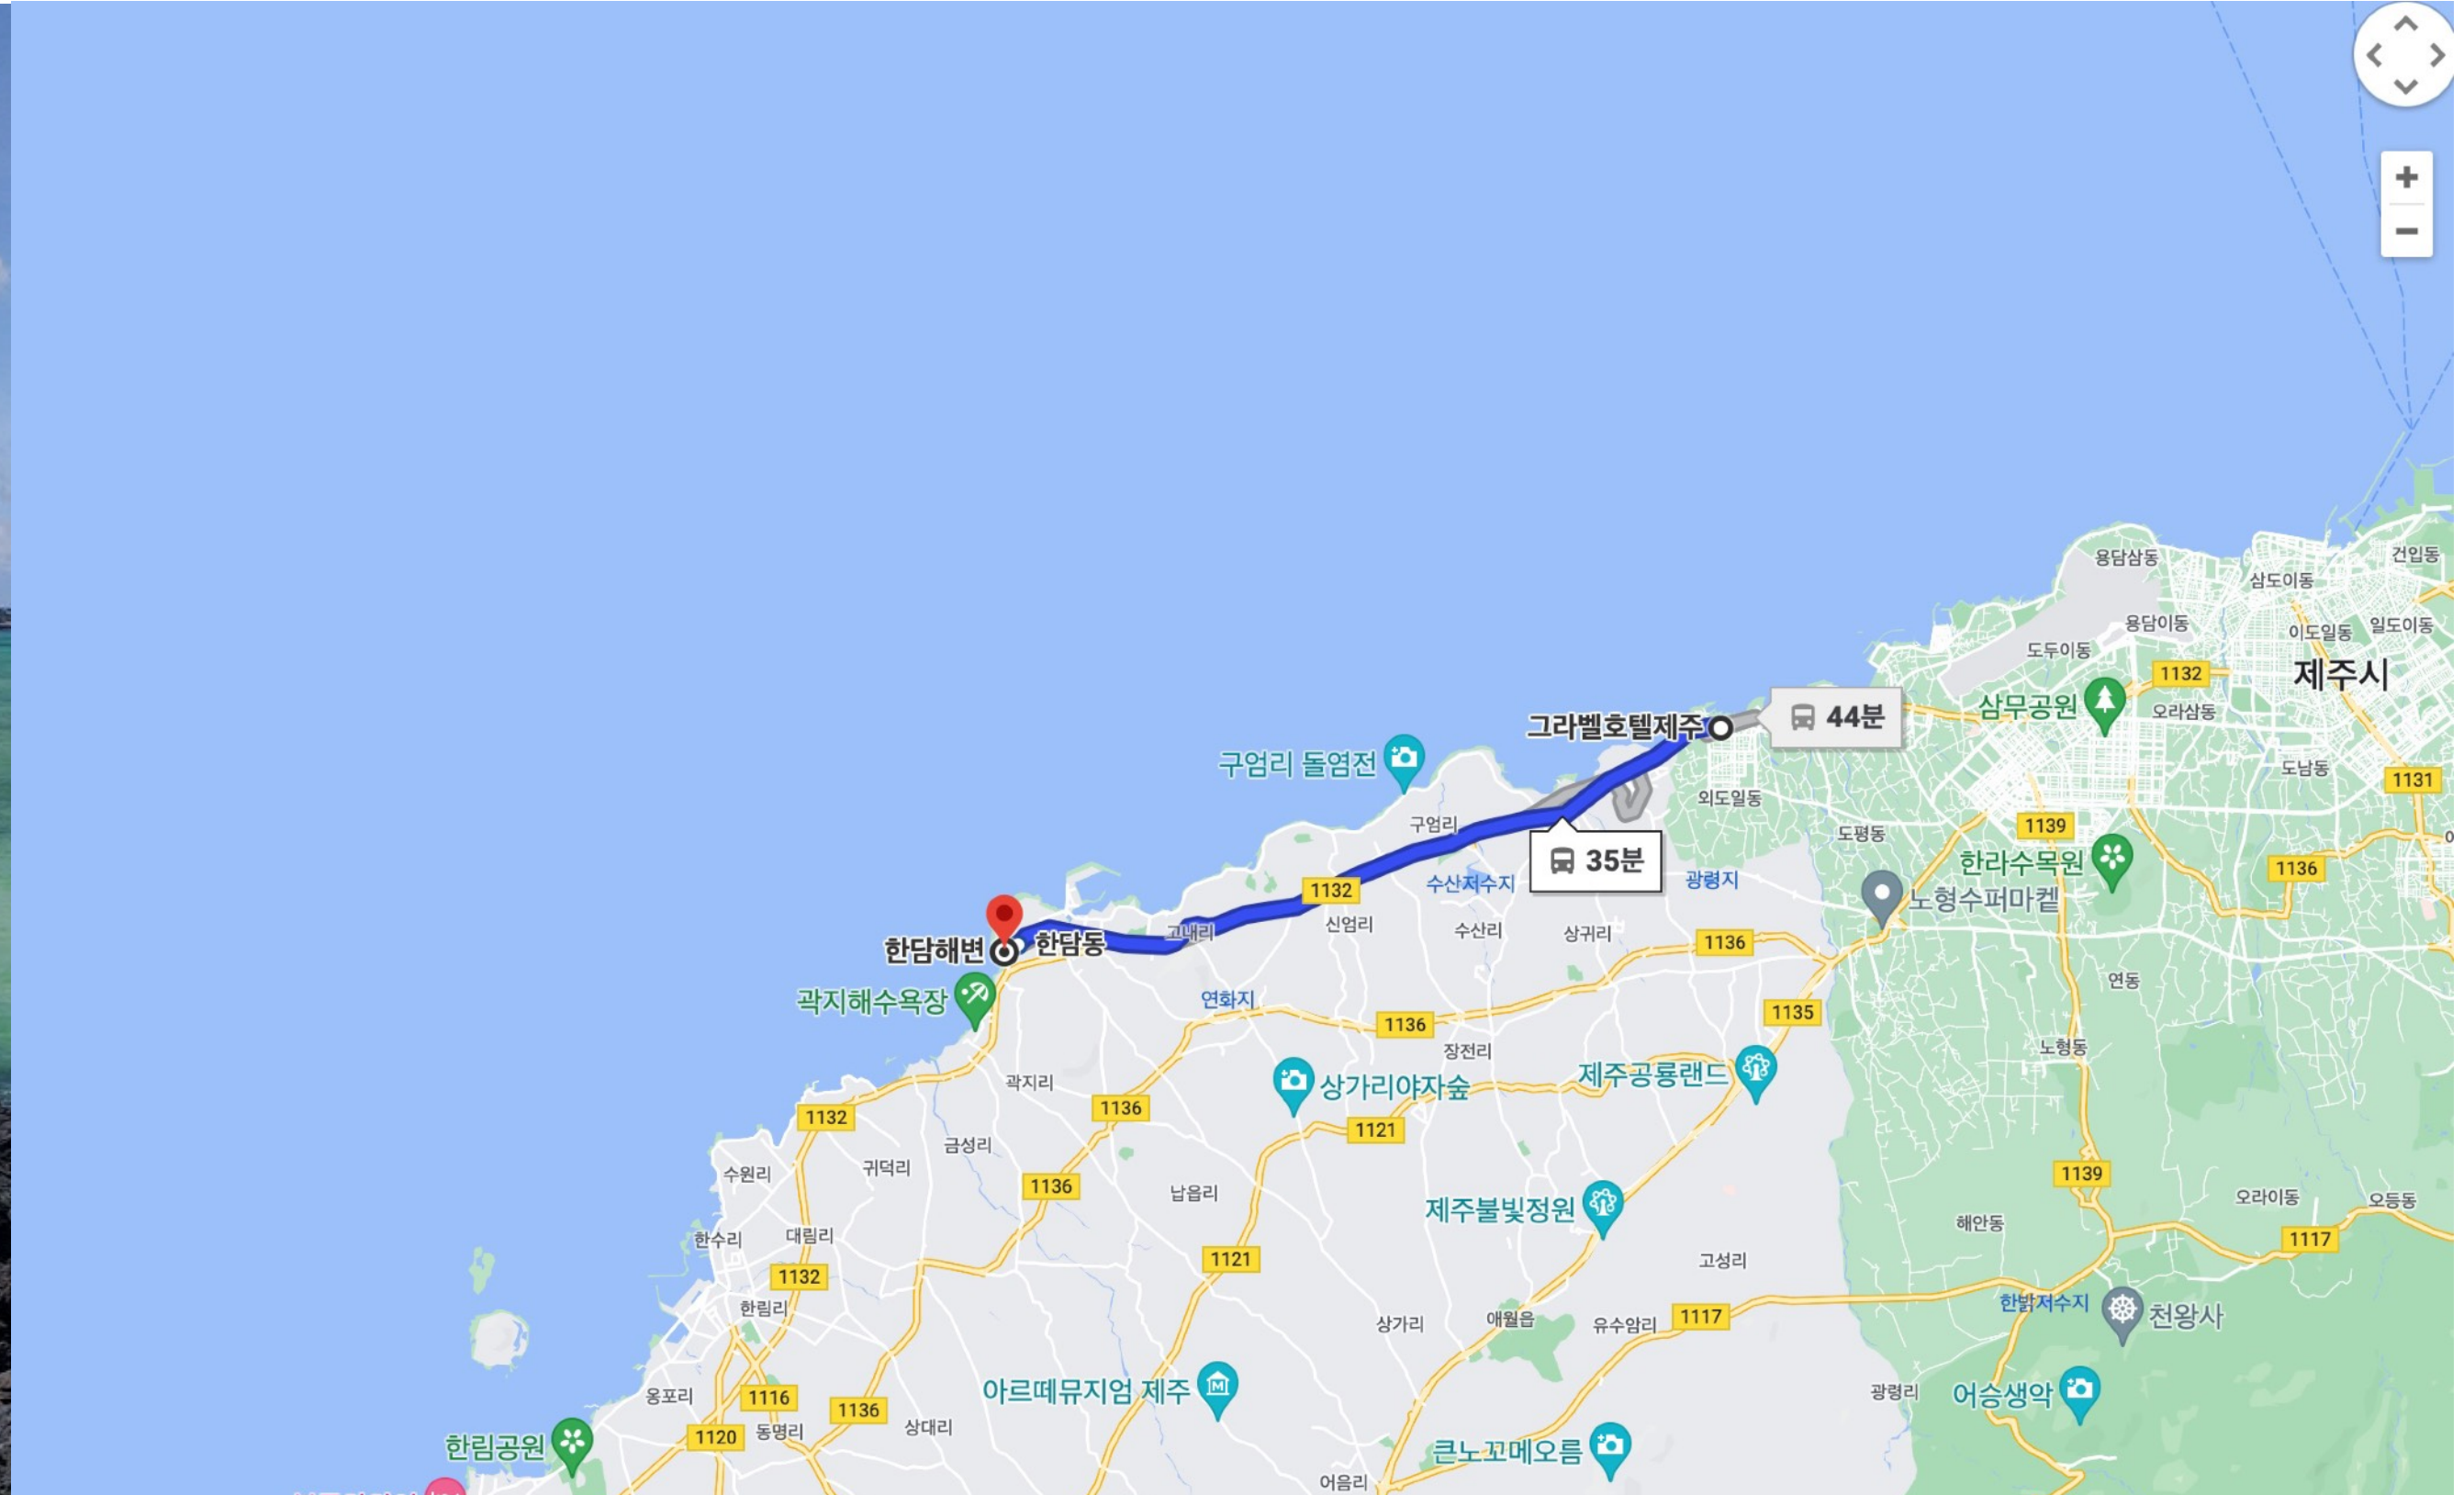 용담삼동
건입동
삼도이동
용담이동
이도일동
일도이동
도두이동
1132
제주시
삼무공원
오라삼동
44분
그라벨호텔제주
구엄리 돌염전
도남동
1131
외도일동
구엄리
1139
도평동
35분
한라수목원
1136
수산저수지
광령지
1132
노형수퍼마켙
신엄리
수산리
상귀리
고내리
1136
한담해변
한담동
연동
곽지해수욕장
연화지
1135
1136
장전리
노형동
곽지리
상가리야자숲
제주공룡랜드
1132
1136
1121
금성리
귀덕리
수원리
1136
납읍리
1139
오라이동
오등동
제주불빛정원
해안동
한수리
대림리
1117
1121
고성리
1132
한림리
한밝저수지
천왕사
상가리
애월읍
유수암리
1117
옹포리
1116
아르떼뮤지엄 제주
광령리
어승생악
1136
동명리
1120
상대리
한림공원
큰노꼬메오름
어음리